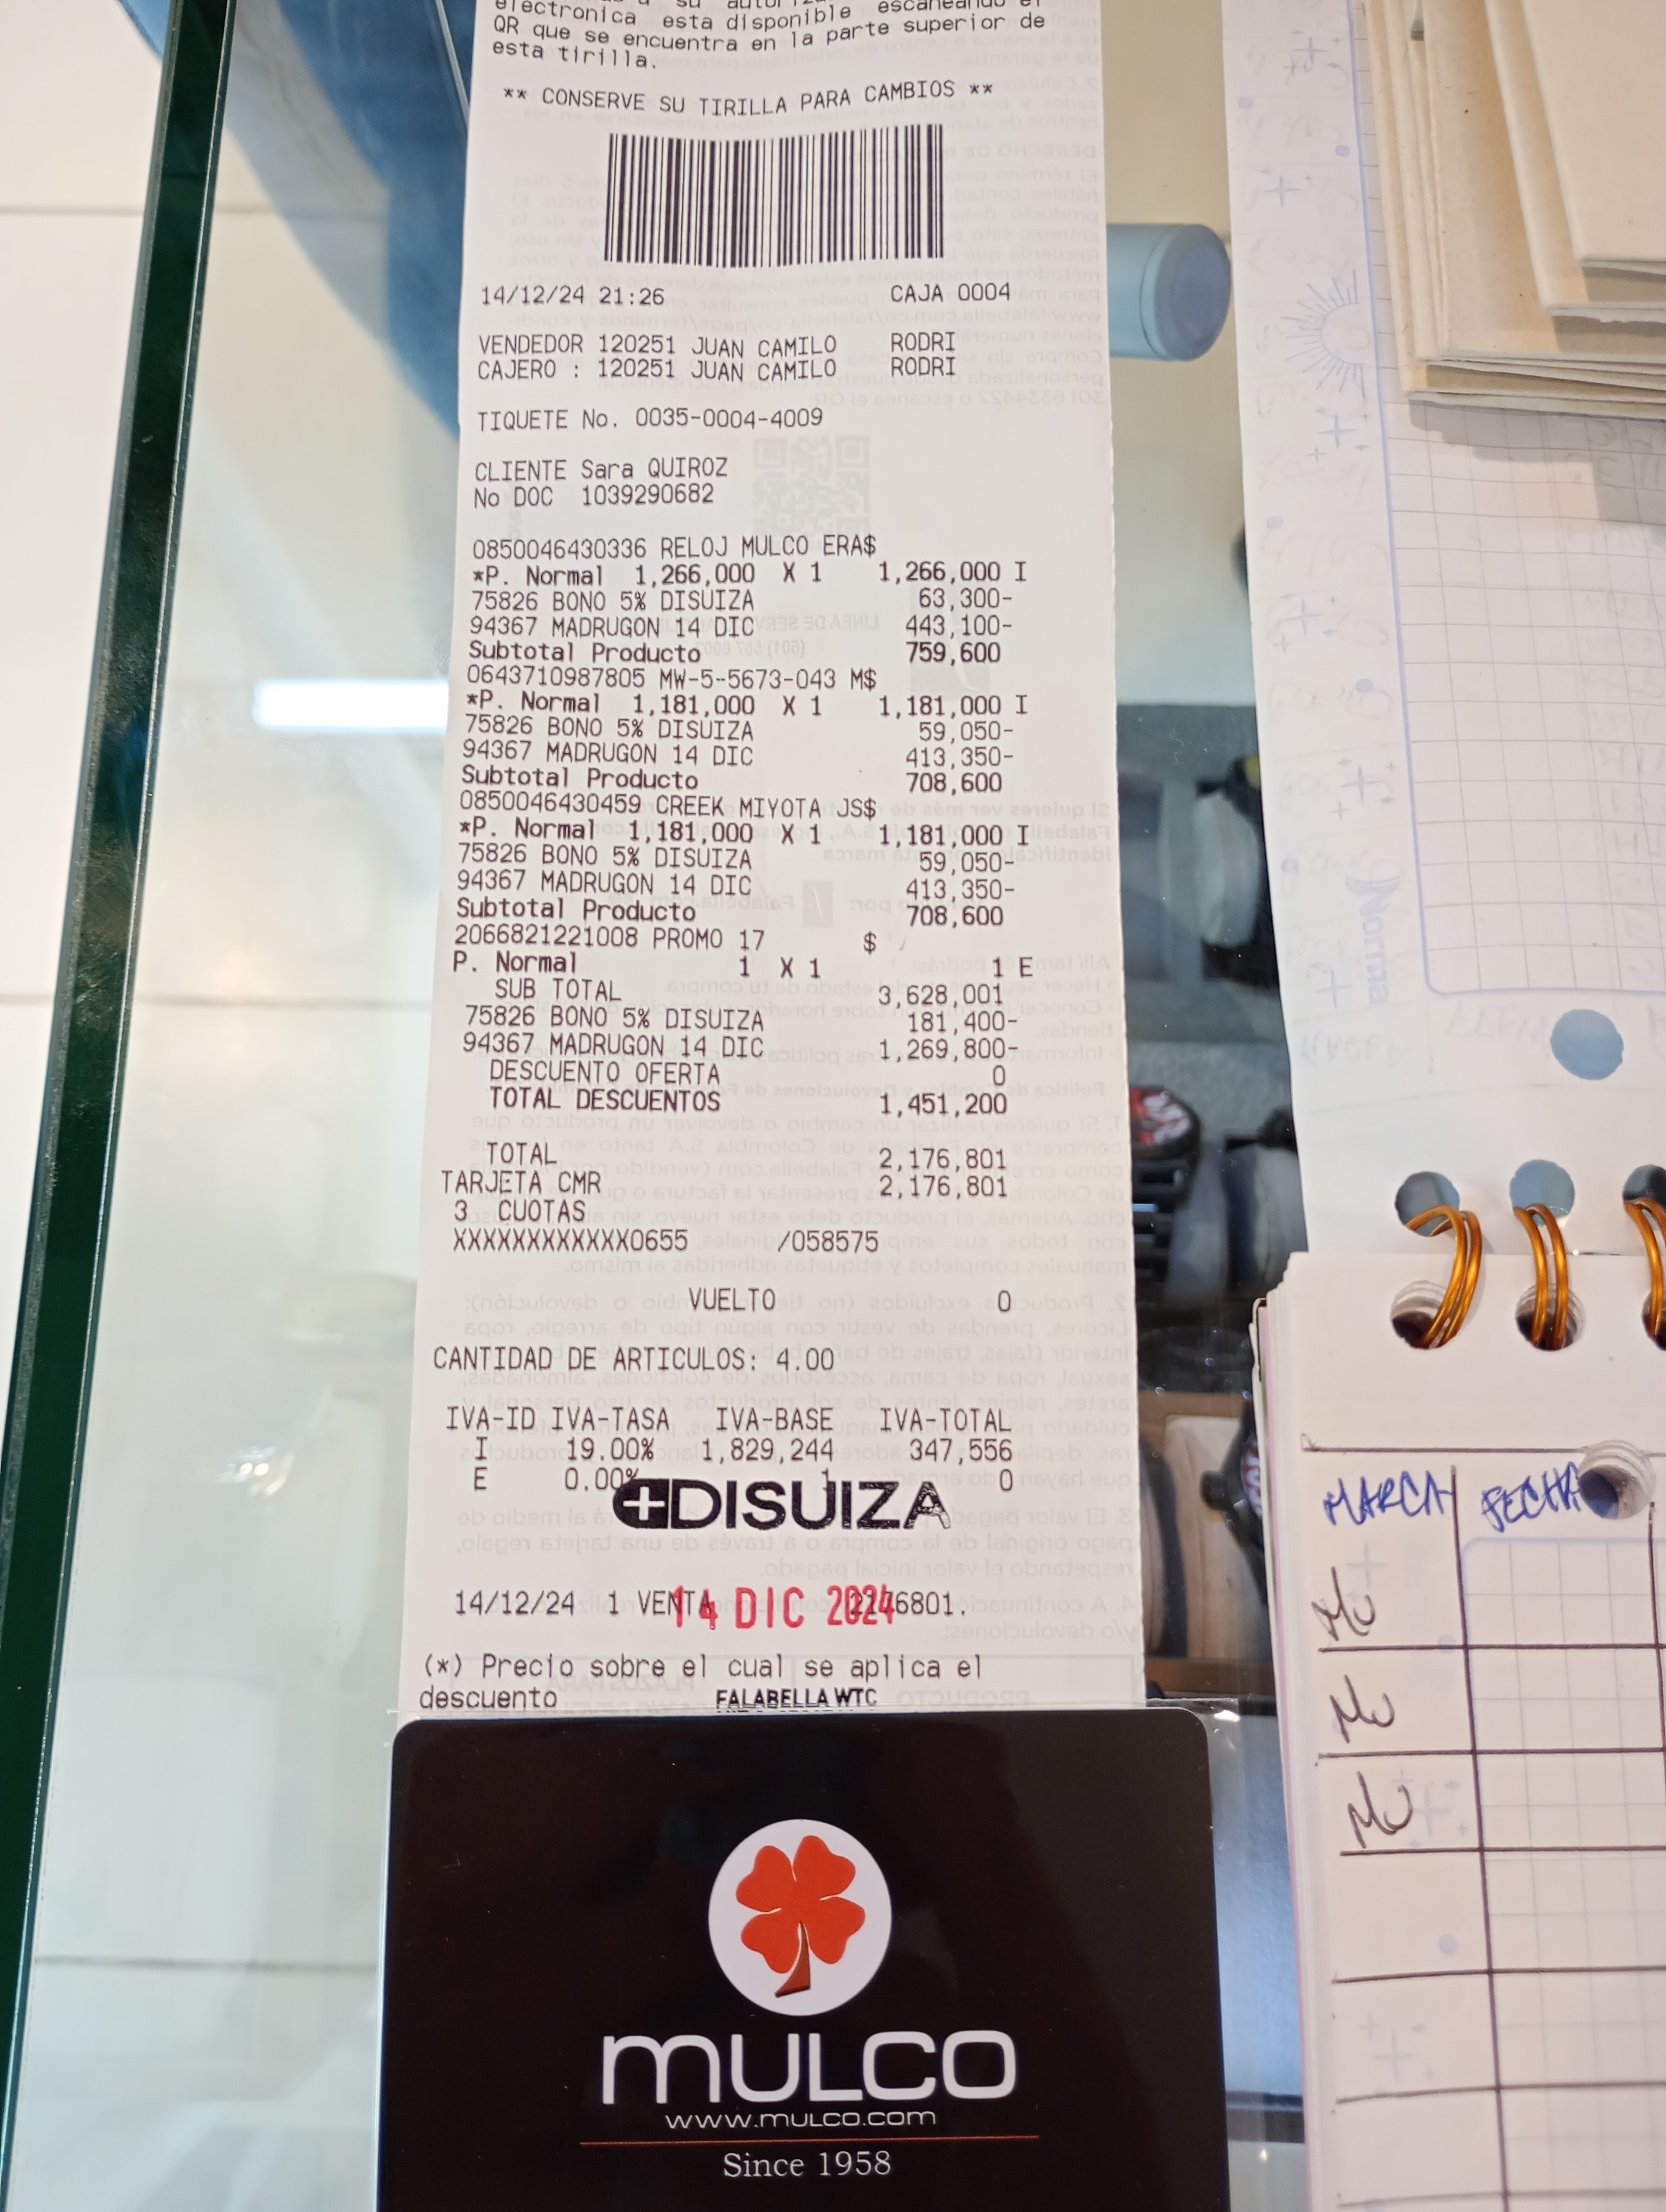 electronica esta disponible escaneando el
QR que se encuentra en la parte superior de
esta tirilla.
** CONSERVE SU TIRILLA PARA CAMBIOS **
14/12/24 21:26 CAJA 0004
VENDEDOR 120251 JUAN CAMILO RODRI
CAJERO : 120251 JUAN CAMILO RODRI
TIQUETE No. 0035-0004-4009
CLIENTE Sara QUIROZ
No DOC 1039290682
0850046430336 RELOJ MULCO ERA$
*P. Normal 1,266,000 X 1 1,266,000 I
75826 BONO 5% DISUIZA 63,300-
94367 MADRUGON 14 DIC 443,100-
Subtotal Producto 759,600
0643710987805 MW-5-5673-043 M$
*P. Normal 1,181,000 X 1 1,181,000 I
75826 BONO 5% DISUIZA 59,050-
94367 MADRUGON 14 DIC 413,350-
Subtotal Producto 708,600
0850046430459 CREEK MIYOTA JS$
*P. Normal 1,181,000 X 1 1,181,000 I
75826 BONO 5% DISUIZA 59,050-
94367 MADRUGON 14 DIC 413,350-
Subtotal Producto 708,600
2066821221008 PROMO 17 $
P. Normal 1 X 1 1 E
SUB TOTAL 3,628,001
75826 BONO 5% DISUIZA 181,400-
94367 MADRUGON 14 DIC 1,269,800-
DESCUENTO OFERTA 0
TOTAL DESCUENTOS 1,451,200
TOTAL 2,176,801
TARJETA CMR 2,176,801
3 CUOTAS
XXXXXXXXXXXX0655 /058575
VUELTO 0
CANTIDAD DE ARTICULOS: 4.00
IVA-ID IVA-TASA IVA-BASE IVA-TOTAL
I 19.00% 1,829,244 347,556
E 0.00% 1 0
DISUIZA
14/12/24 1 VENTA 2176801.
14 DIC 2024
(*) Precio sobre el cual se aplica el
descuento
FALABELLA WTC
MULCO
www.mulco.com
Since 1958
MARCA FECHA
Norma